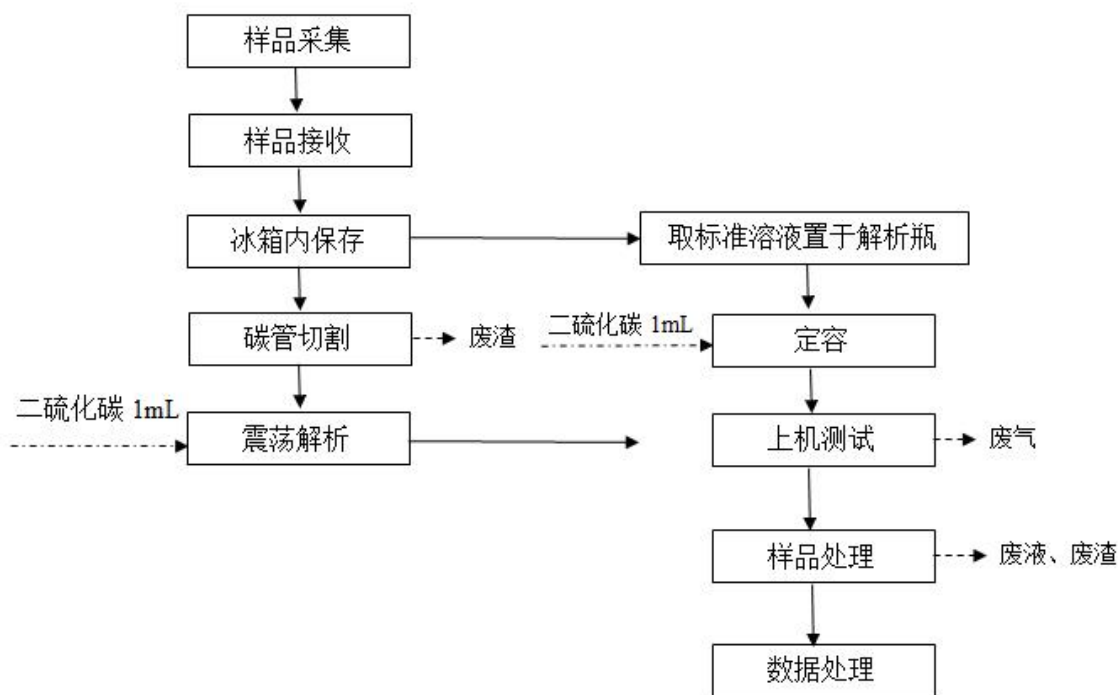 样品采集
样品接收
冰箱内保存
取标准溶液置于解析瓶
碳管切割
废渣
二硫化碳 1mL
定容
二硫化碳 1mL
震荡解析
上机测试
废气
样品处理
废液、废渣
数据处理